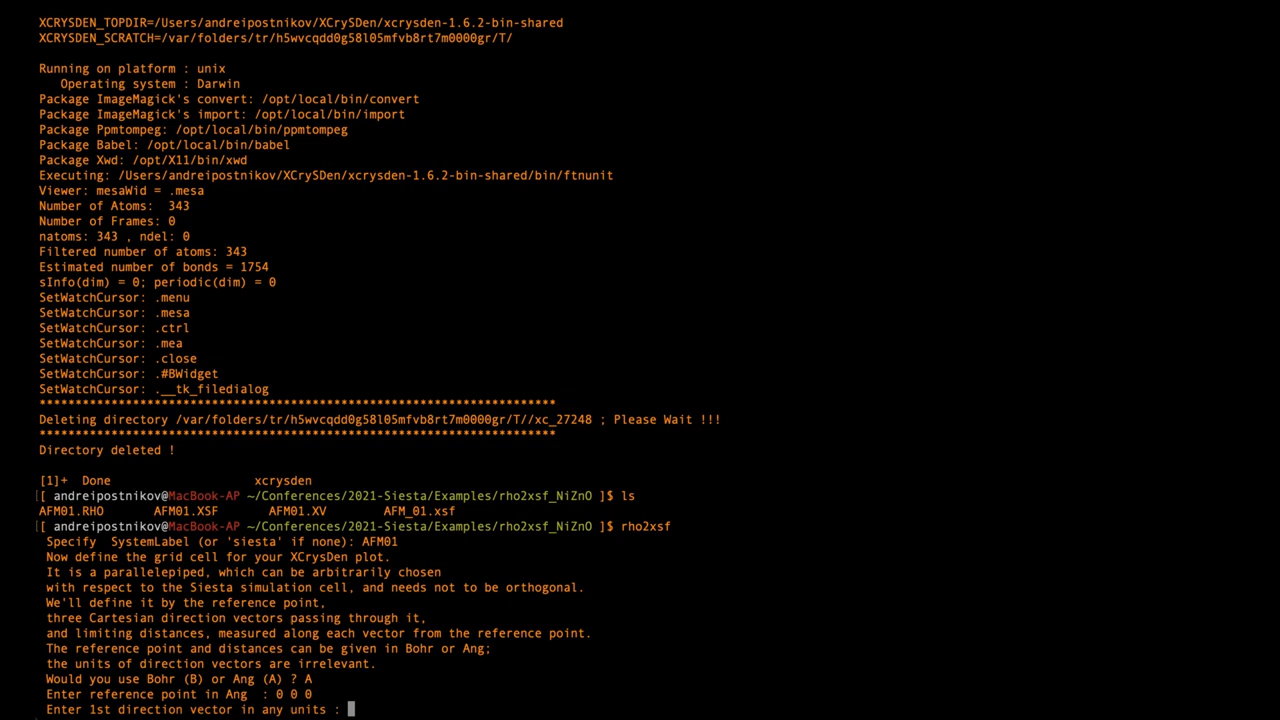 XCRYSDEN_TOPDIR=/Users/andreipostnikov/XCrySDen/xcrysden-1.6.2-bin-shared
XCRYSDEN_SCRATCH=/var/folders/tr/h5wvcqdd0g58l05mfvb8rt7m0000gr/T/
Running on platform : unix
Operating system : Darwin
Package ImageMagick's convert: /opt/local/bin/convert
Package ImageMagick's import: /opt/local/bin/import
Package Ppmtompeg: /opt/local/bin/ppmtompeg
Package Babel: /opt/local/bin/babel
Package Xwd: /opt/X11/bin/xwd
Executing: /Users/andreipostnikov/XCrySDen/xcrysden-1.6.2-bin-shared/bin/ftnunit
Viewer: mesaWid = .mesa
Number of Atoms:  343
Number of Frames: 0
natoms: 343 , ndel: 0
Filtered number of atoms: 343
Estimated number of bonds = 1754
sInfo(dim) = 0; periodic(dim) = 0
SetWatchCursor: .menu
SetWatchCursor: .mesa
SetWatchCursor: .ctrl
SetWatchCursor: .mea
SetWatchCursor: .close
SetWatchCursor: .#BWidget
SetWatchCursor: .__tk_filedialog
************************************************************************
Deleting directory /var/folders/tr/h5wvcqdd0g58l05mfvb8rt7m0000gr/T//xc_27248 ; Please Wait !!!
************************************************************************
Directory deleted !
[1]+  Done                    xcrysden
[[ andreipostnikov@MacBook-AP ~/Conferences/2021-Siesta/Examples/rho2xsf_NiZnO ]$ ls
AFM01.RHO       AFM01.XSF       AFM01.XV        AFM_01.xsf
[[ andreipostnikov@MacBook-AP ~/Conferences/2021-Siesta/Examples/rho2xsf_NiZnO ]$ rho2xsf
Specify  SystemLabel (or 'siesta' if none): AFM01
Now define the grid cell for your XCrysDen plot.
It is a parallelepiped, which can be arbitrarily chosen
with respect to the Siesta simulation cell, and needs not to be orthogonal.
We'll define it by the reference point,
three Cartesian direction vectors passing through it,
and limiting distances, measured along each vector from the reference point.
The reference point and distances can be given in Bohr or Ang;
the units of direction vectors are irrelevant.
Would you use Bohr (B) or Ang (A) ? A
Enter reference point in Ang  : 0 0 0
Enter 1st direction vector in any units :